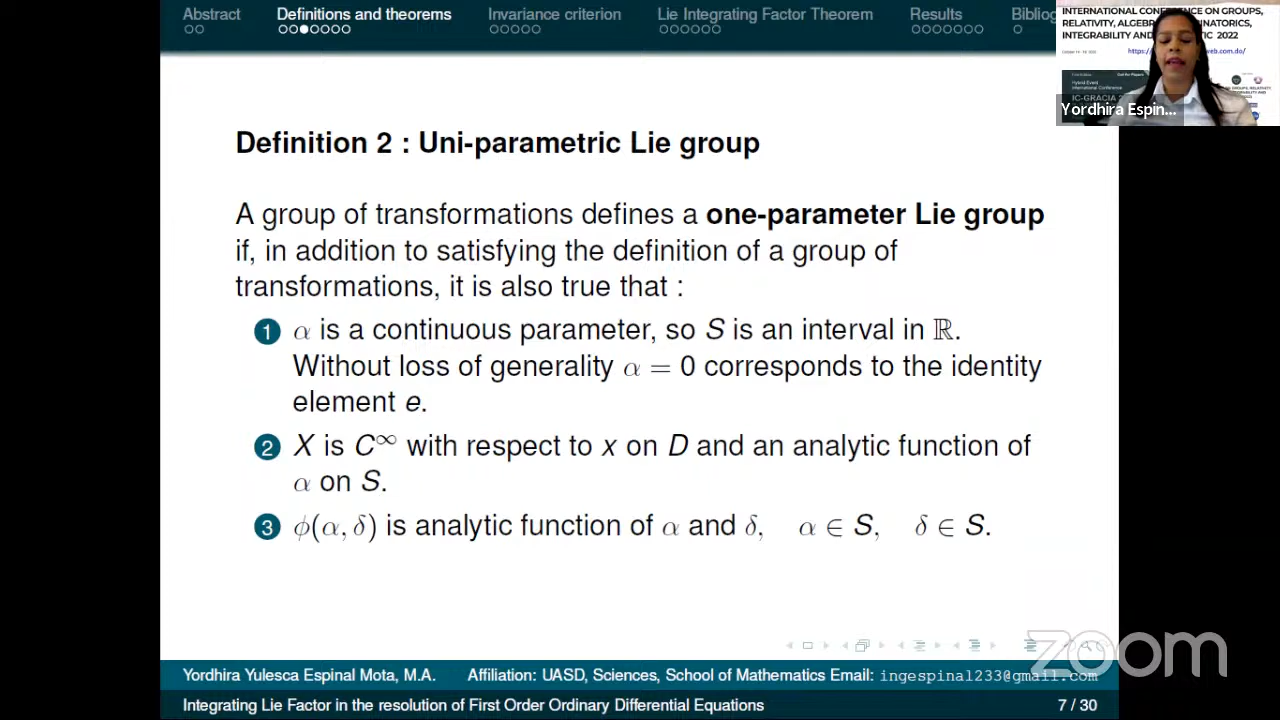 Abstract
Definitions and theorems
Invariance criterion
Lie Integrating Factor Theorem
Results
INTERNATIONAL CONFERENCE ON GROUPS,
RELATIVITY,
INTEGRABILITY AND 2022
Yordhira Espin...
Definition 2 : Uni-parametric Lie group
A group of transformations defines a one-parameter Lie group
if, in addition to satisfying the definition of a group of
transformations, it is also true that :
1 α is a continuous parameter, so S is an interval in ℝ.
Without loss of generality α = 0 corresponds to the identity
element e.
2 X is C∞ with respect to x on D and an analytic function of
α on S.
3 ϕ(α, δ) is analytic function of α and δ, α ∈ S, δ ∈ S.
zoom
Yordhira Yulesca Espinal Mota, M.A. Affiliation: UASD, Sciences, School of Mathematics Email: ingespinal233@gmail.com
Integrating Lie Factor in the resolution of First Order Ordinary Differential Equations 7 / 30